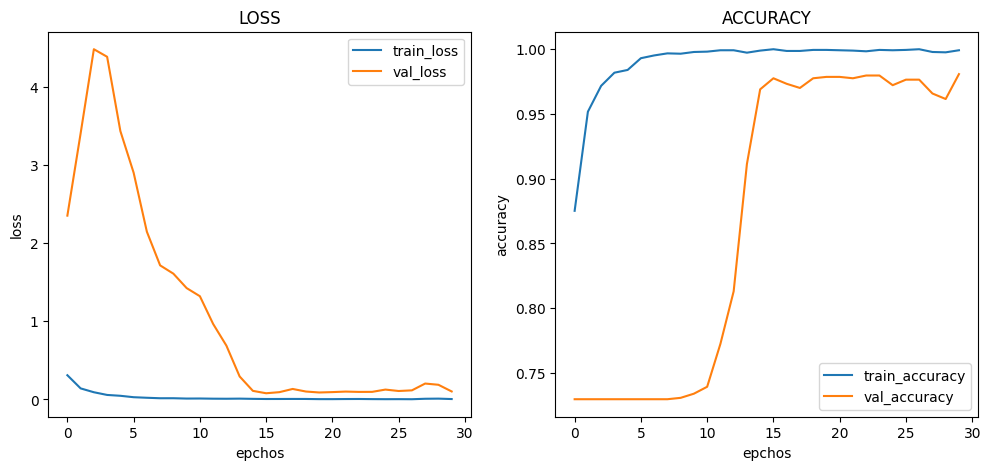 LOSS
train_loss
val_loss
4
3
2
1
0
loss
0 5 10 15 20 25 30
epchos
ACCURACY
1.00
0.95
0.90
0.85
0.80
0.75
accuracy
train_accuracy
val_accuracy
0 5 10 15 20 25 30
epchos